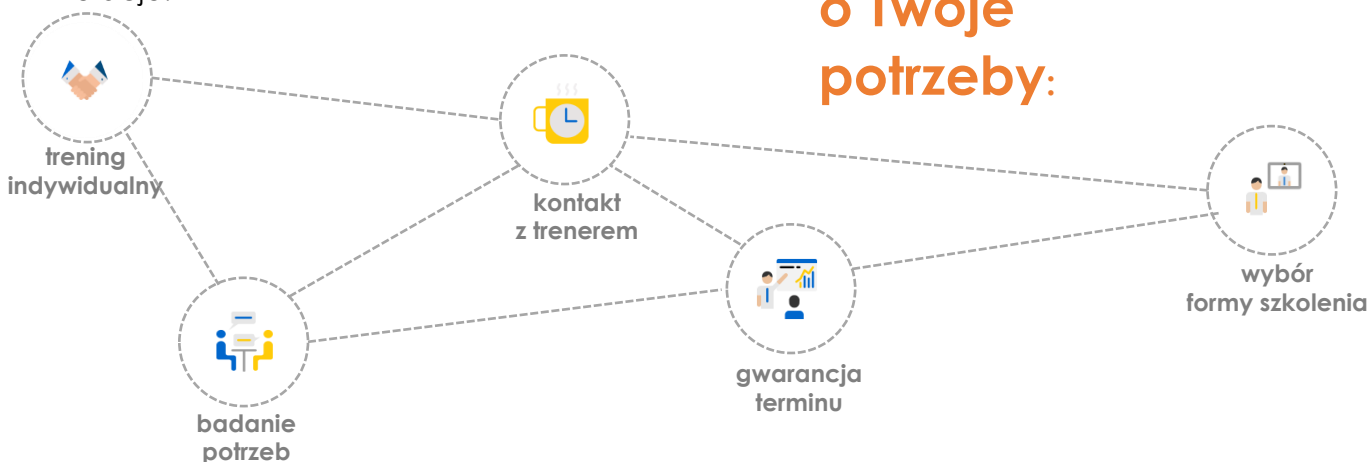 o Twoje
potrzeby:
trening
indywidualny
kontakt
z trenerem
wybór
formy szkolenia
gwarancja
terminu
badanie
potrzeb